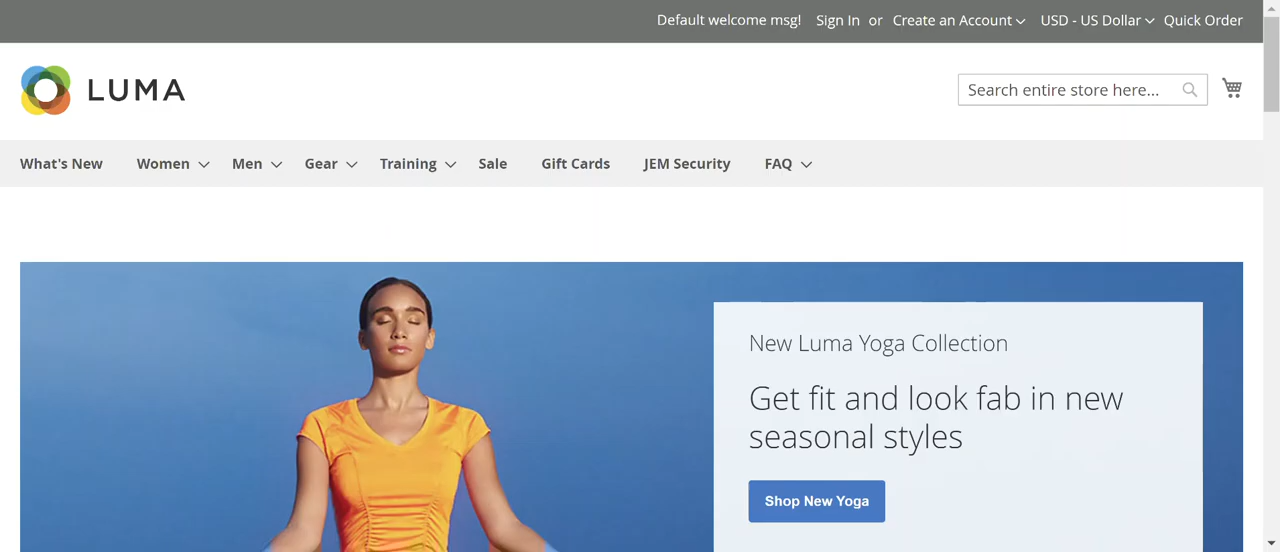 Default welcome msg! Sign In or Create an Account USD - US Dollar Quick Order
LUMA
Search entire store here...
What's New Women Men Gear Training Sale Gift Cards JEM Security FAQ
New Luma Yoga Collection
Get fit and look fab in new
seasonal styles
Shop New Yoga